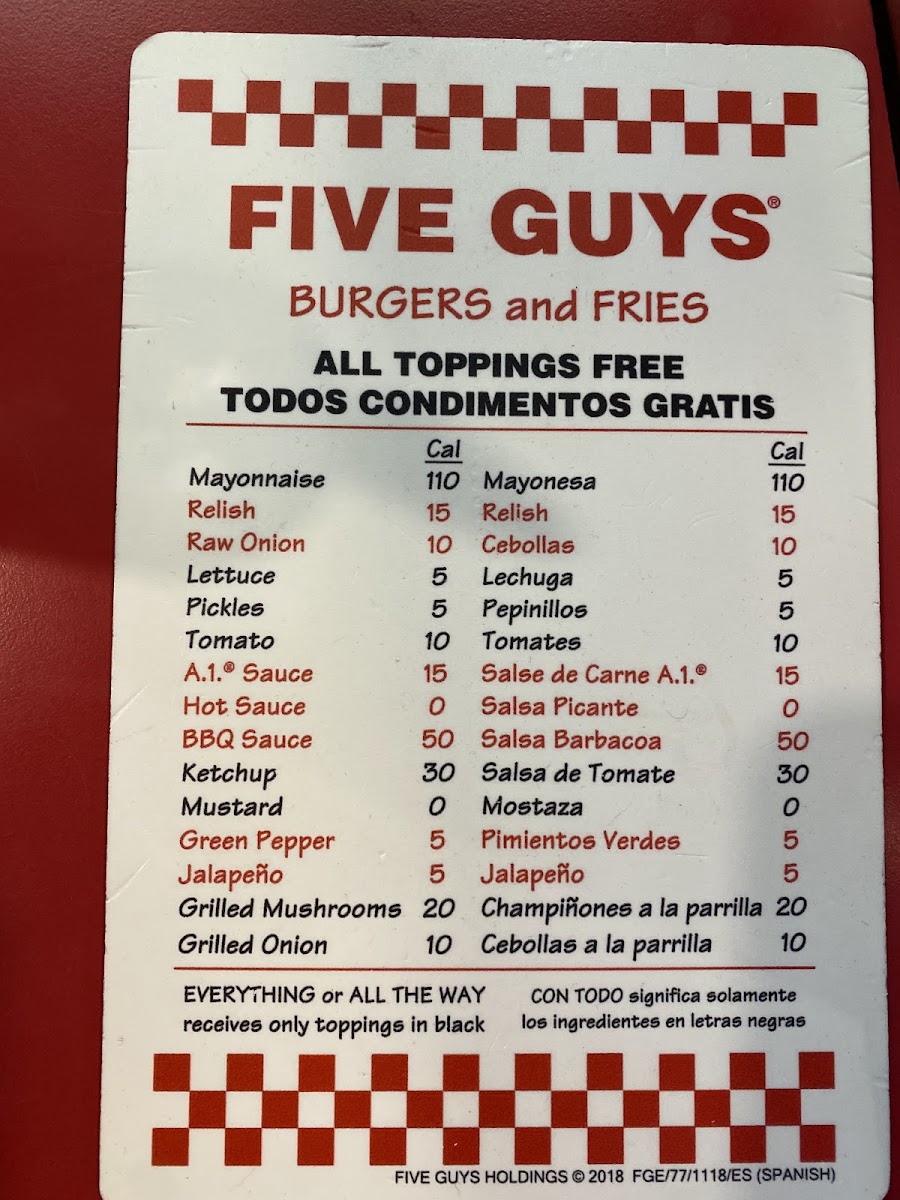 FIVE GUYS®
BURGERS and FRIES
ALL TOPPINGS FREE
TODOS CONDIMENTOS GRATIS
Cal Cal
Mayonnaise 110 Mayonesa 110
Relish 15 Relish 15
Raw Onion 10 Cebollas 10
Lettuce 5 Lechuga 5
Pickles 5 Pepinillos 5
Tomato 10 Tomates 10
A.1.® Sauce 15 Salse de Carne A.1.® 15
Hot Sauce 0 Salsa Picante 0
BBQ Sauce 50 Salsa Barbacoa 50
Ketchup 30 Salsa de Tomate 30
Mustard 0 Mostaza 0
Green Pepper 5 Pimientos Verdes 5
Jalapeño 5 Jalapeño 5
Grilled Mushrooms 20 Champiñones a la parrilla 20
Grilled Onion 10 Cebollas a la parrilla 10
EVERYTHING or ALL THE WAY
receives only toppings in black
CON TODO significa solamente
los ingredientes en letras negras
FIVE GUYS HOLDINGS © 2018 FGE/77/1118/ES (SPANISH)